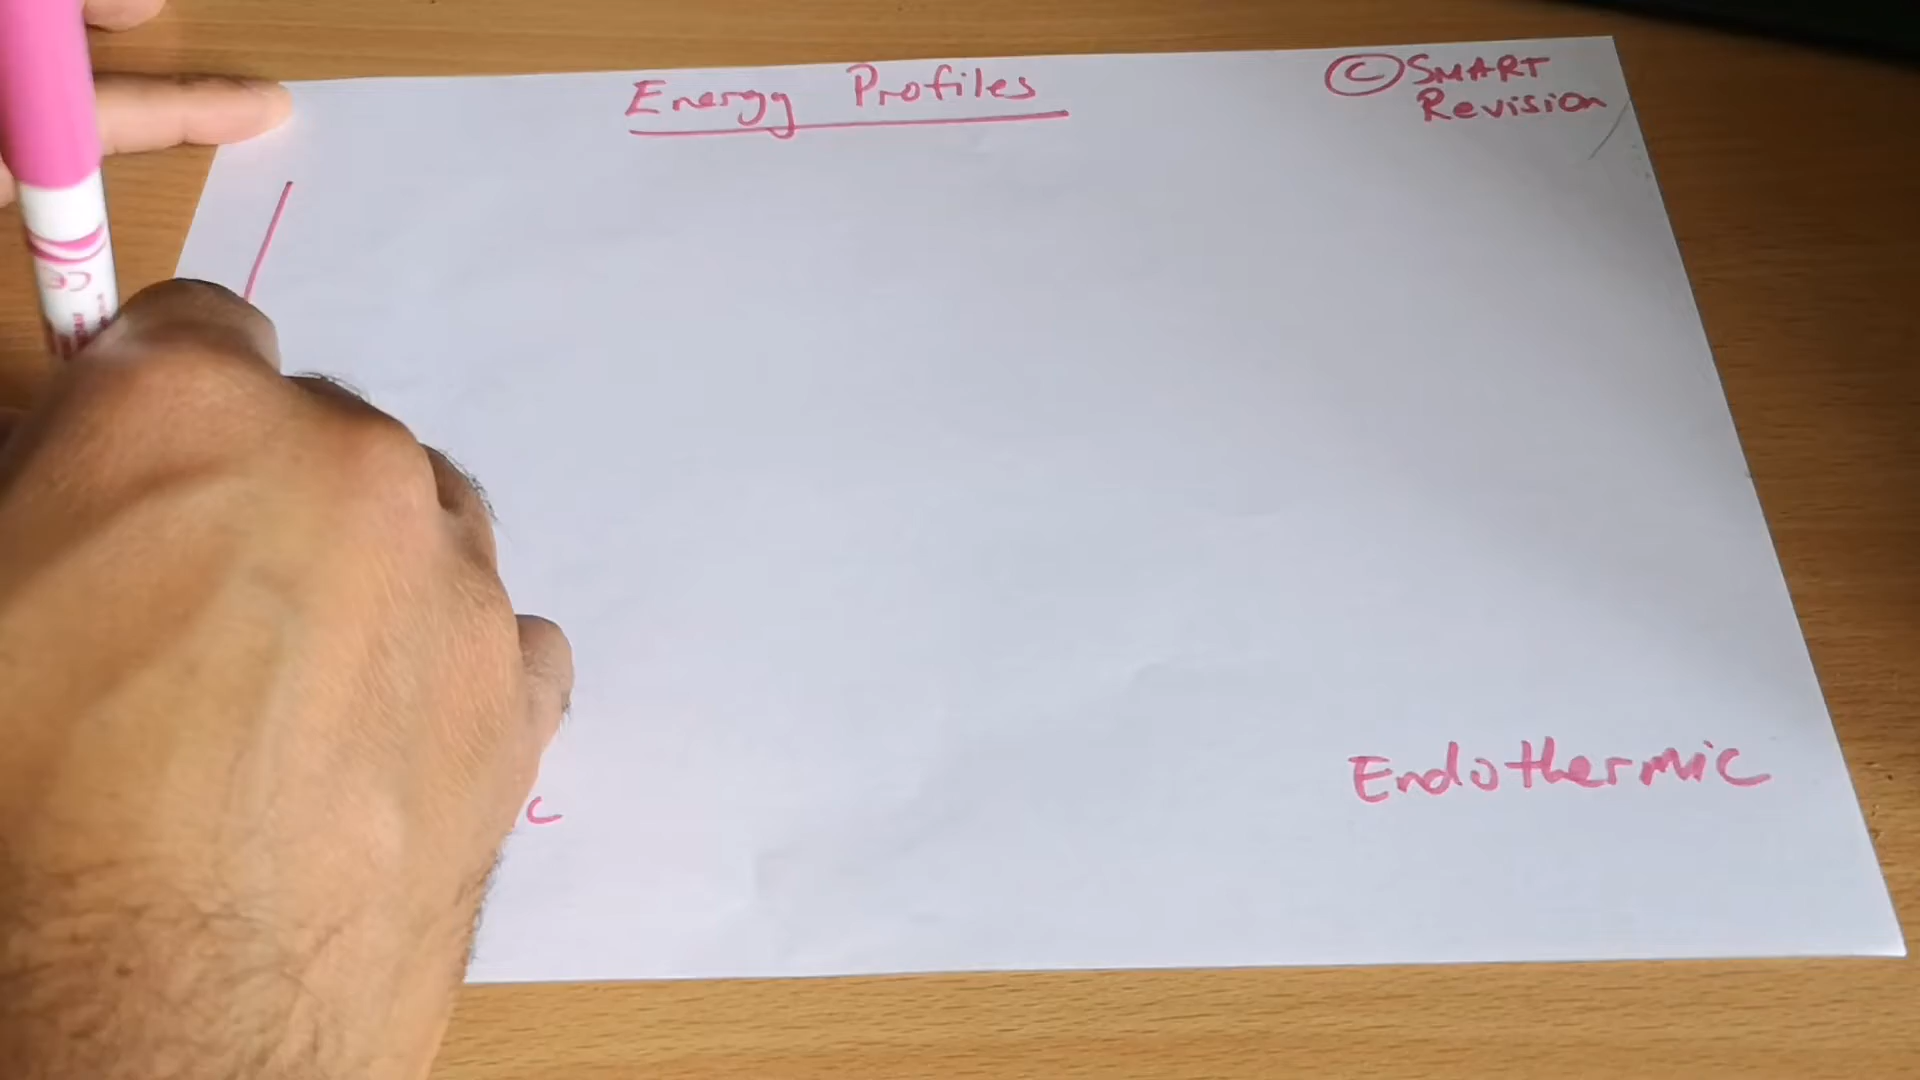 Energy Profiles
© SMART
Revision
Endothermic
c